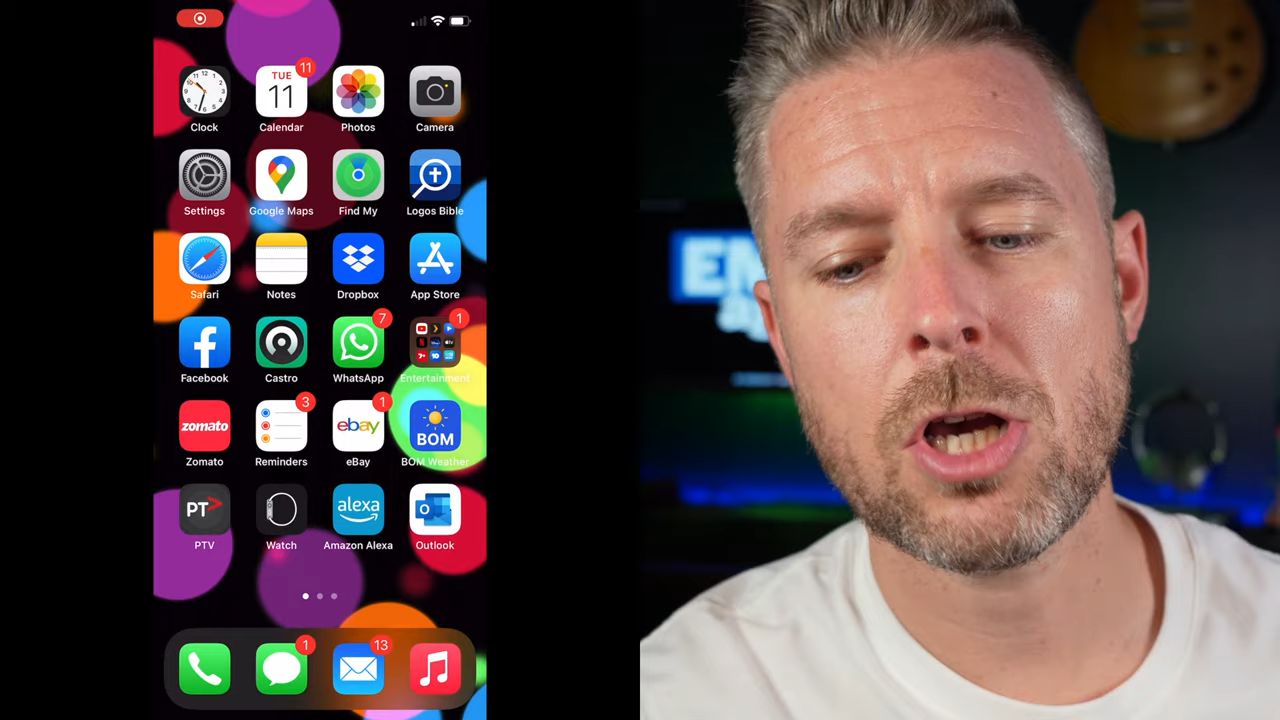 11
TUE
11
Clock
Calendar
Photos
Camera
Settings
Google Maps
Find My
Logos Bible
Safari
Notes
Dropbox
App Store
7
1
Facebook
Castro
WhatsApp
Entertainment
3
1
zomato
ebay
BOM
Zomato
Reminders
eBay
BOM Weather
PT>
alexa
O
PTV
Watch
Amazon Alexa
Outlook
1
13
EN